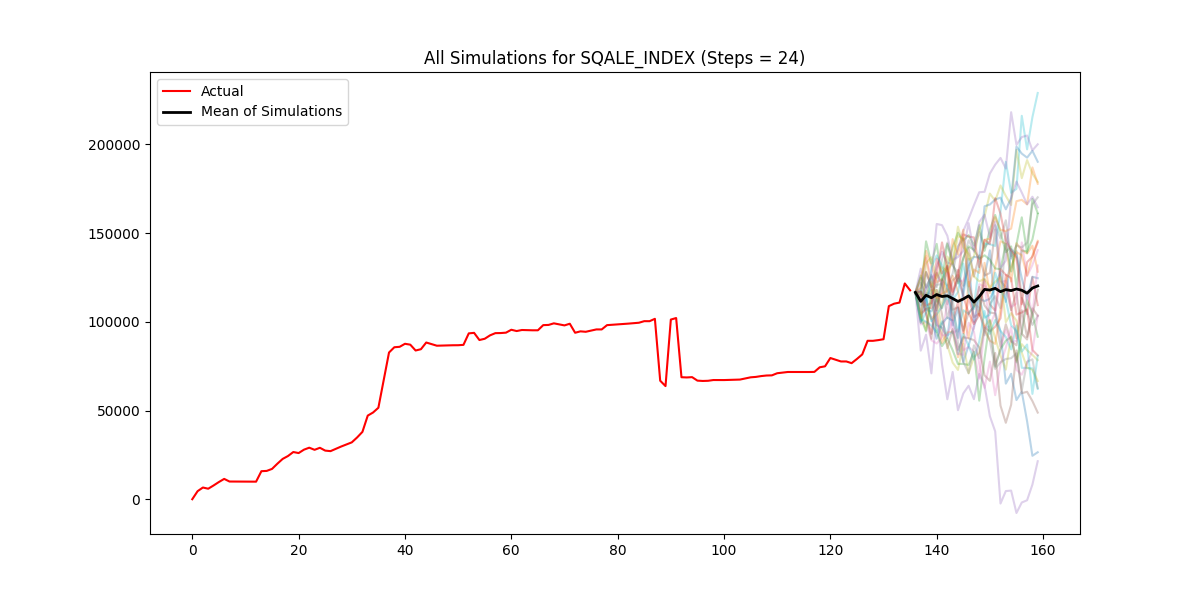 All Simulations for SQALE_INDEX (Steps = 24)
Actual
Mean of Simulations
200000
150000
100000
50000
0
0 20 40 60 80 100 120 140 160